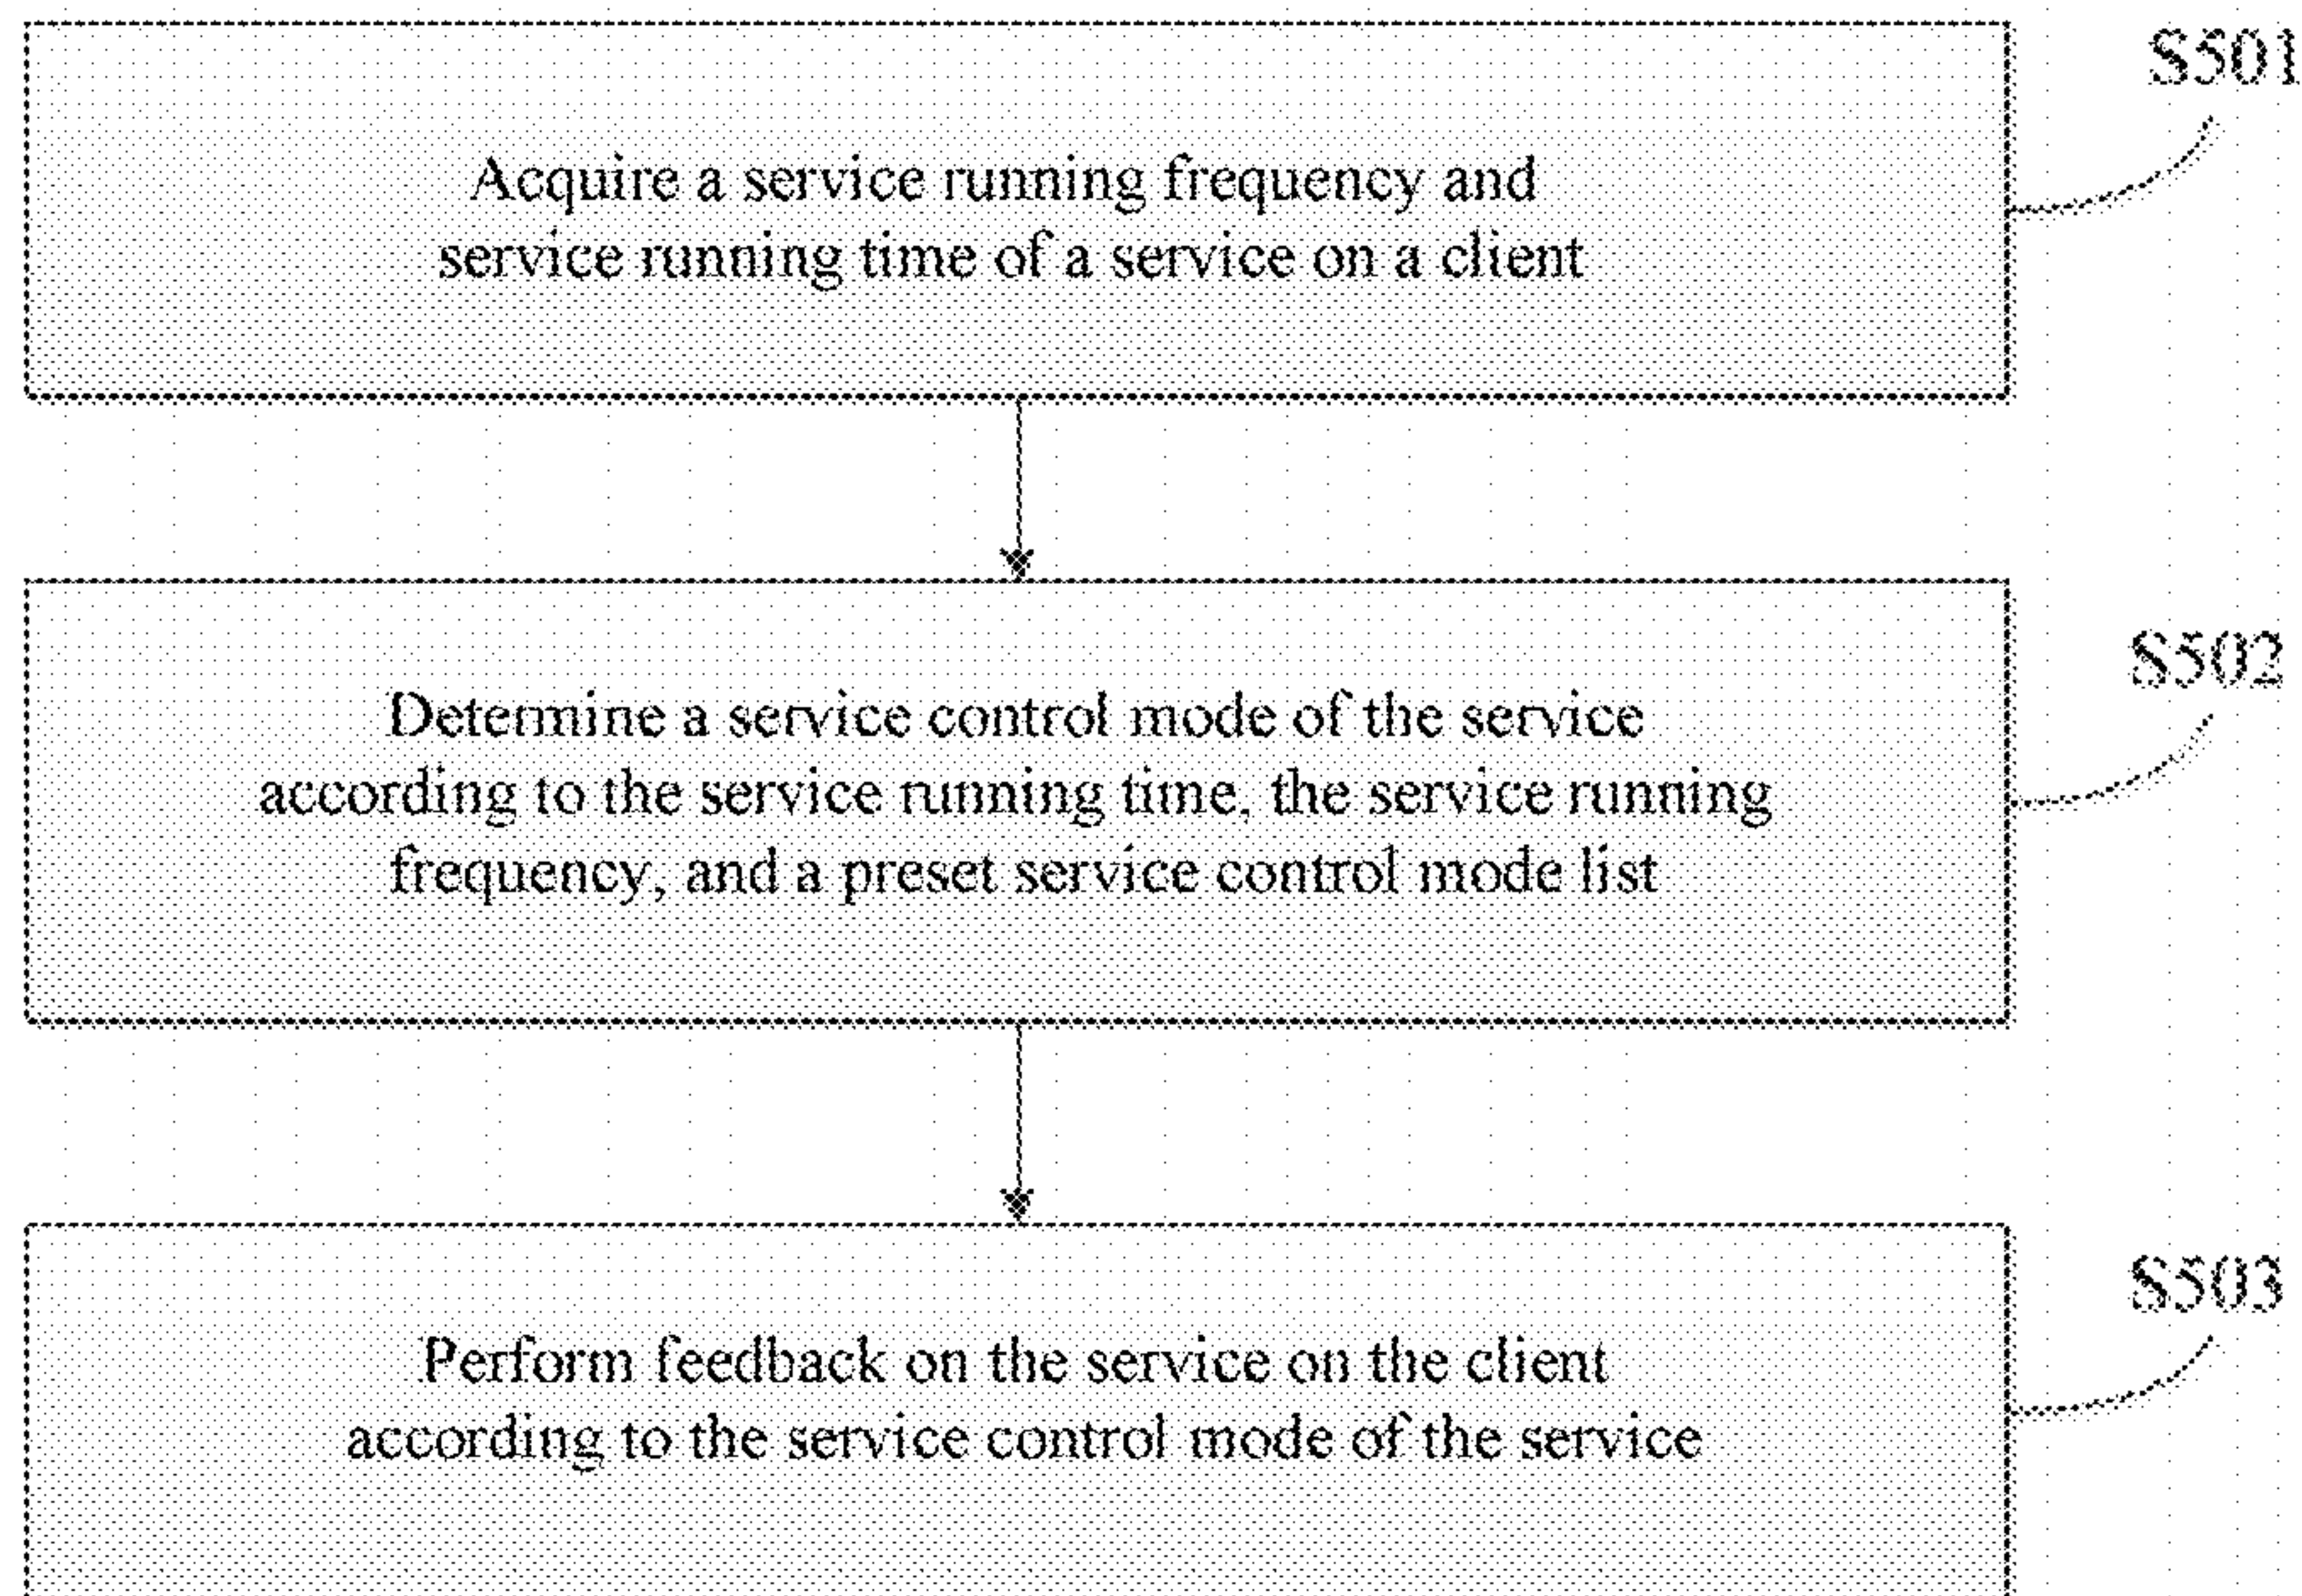 S501
Acquire a service running frequency and
service running time of a service on a client
S502
Determine a service control mode of the service
according to the service running time, the service running
frequency, and a preset service control mode list
S503
Perform feedback on the service on the client
according to the service control mode of the service